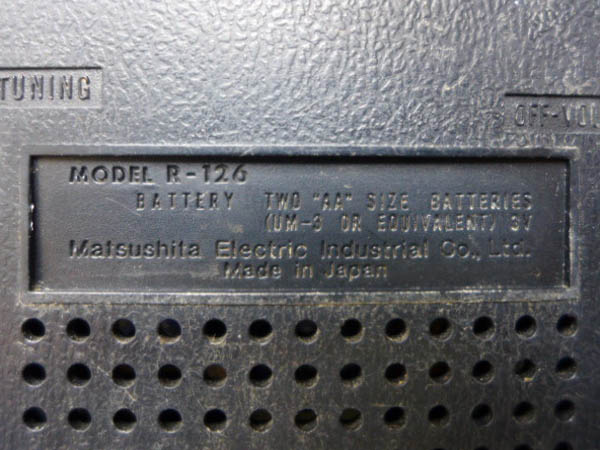 TUNING
OFF-VOL
MODEL R-126
BATTERY TWO "AA" SIZE BATTERIES
(UM-3 OR EQUIVALENT) 3V
Matsushita Electric Industrial Co., Ltd.
Made in Japan